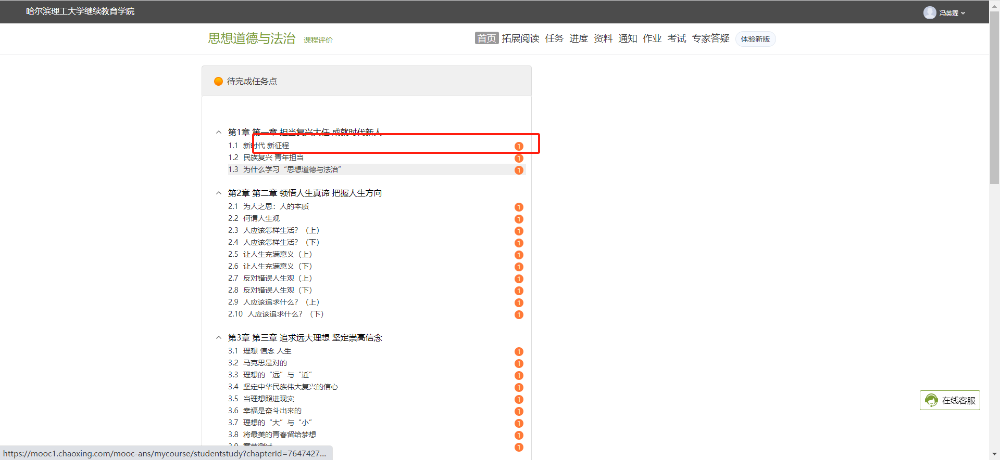 哈尔滨理工大学继续教育学院
冯英霖
思想道德与法治 课程评价
首页 拓展阅读 任务 进度 资料 通知 作业 考试 专家答疑 体验新版
待完成任务点
第1章 第一章 担当复兴大任 成就时代新人
1.1 新时代 新征程 1
1.2 民族复兴 青年担当 1
1.3 为什么学习“思想道德与法治” 1
第2章 第二章 领悟人生真谛 把握人生方向
2.1 为人之思：人的本质 1
2.2 何谓人生观 1
2.3 人应该怎样生活？（上） 1
2.4 人应该怎样生活？（下） 1
2.5 让人生充满意义（上） 1
2.6 让人生充满意义（下） 1
2.7 反对错误人生观（上） 1
2.8 反对错误人生观（下） 1
2.9 人应该追求什么？（上） 1
2.10 人应该追求什么？（下） 1
第3章 第三章 追求远大理想 坚定崇高信念
3.1 理想 信念 人生 1
3.2 马克思是对的 1
3.3 理想的“远”与“近” 1
3.4 坚定中华民族伟大复兴的信心 1
3.5 当理想照进现实 1
3.6 幸福是奋斗出来的 1
3.7 理想的“大”与“小” 1
3.8 将最美的青春留给梦想 1
3.9 章节测试 1
在线客服
https://mooc1.chaoxing.com/mooc-ans/mycourse/studentstudy?chapterId=7647427...